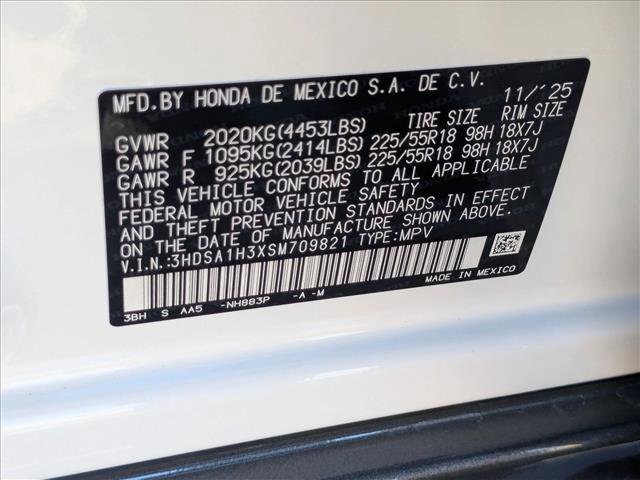 MFD.BY HONDA DE MEXICO S.A. DE C.V. 11/'25
TIRE SIZE RIM SIZE
GVWR 2020KG(4453LBS)
GAWR F 1095KG(2414LBS) 225/55R18 98H 18X7J
GAWR R 925KG(2039LBS) 225/55R18 98H 18X7J
THIS VEHICLE CONFORMS TO ALL APPLICABLE
FEDERAL MOTOR VEHICLE SAFETY
AND THEFT PREVENTION STANDARDS IN EFFECT
ON THE DATE OF MANUFACTURE SHOWN ABOVE.
V.I.N.:3HDSA1H3XSM709821 TYPE:MPV
MADE IN MEXICO
3BH S AA5 -NH883P -A -M